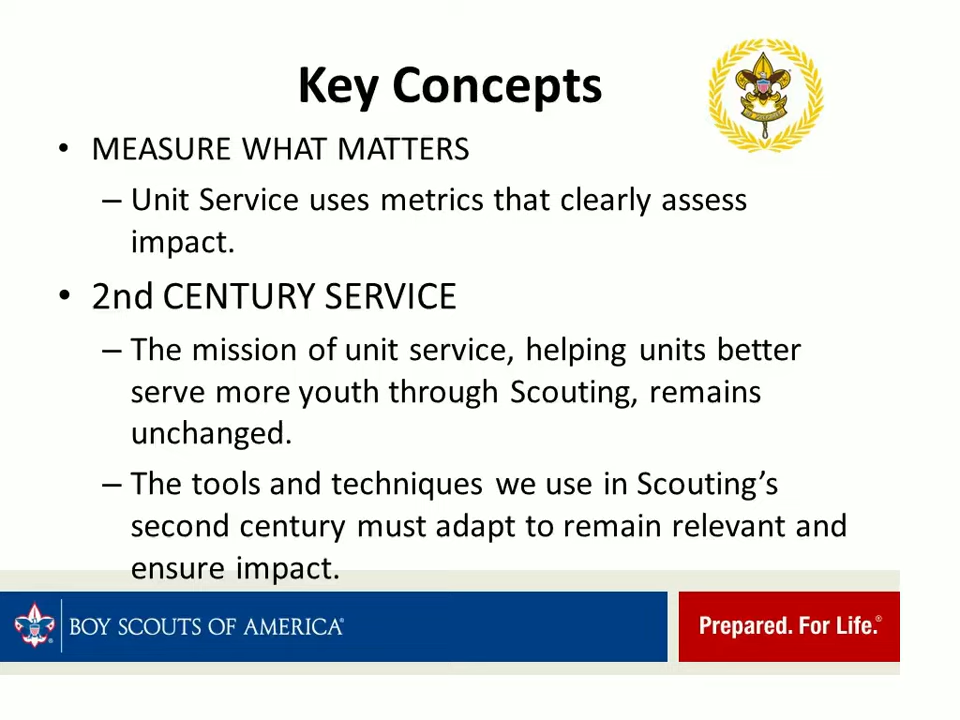 Key Concepts
• MEASURE WHAT MATTERS
– Unit Service uses metrics that clearly assess
impact.
• 2nd CENTURY SERVICE
– The mission of unit service, helping units better
serve more youth through Scouting, remains
unchanged.
– The tools and techniques we use in Scouting’s
second century must adapt to remain relevant and
ensure impact.
BOY SCOUTS OF AMERICA®
Prepared. For Life.®